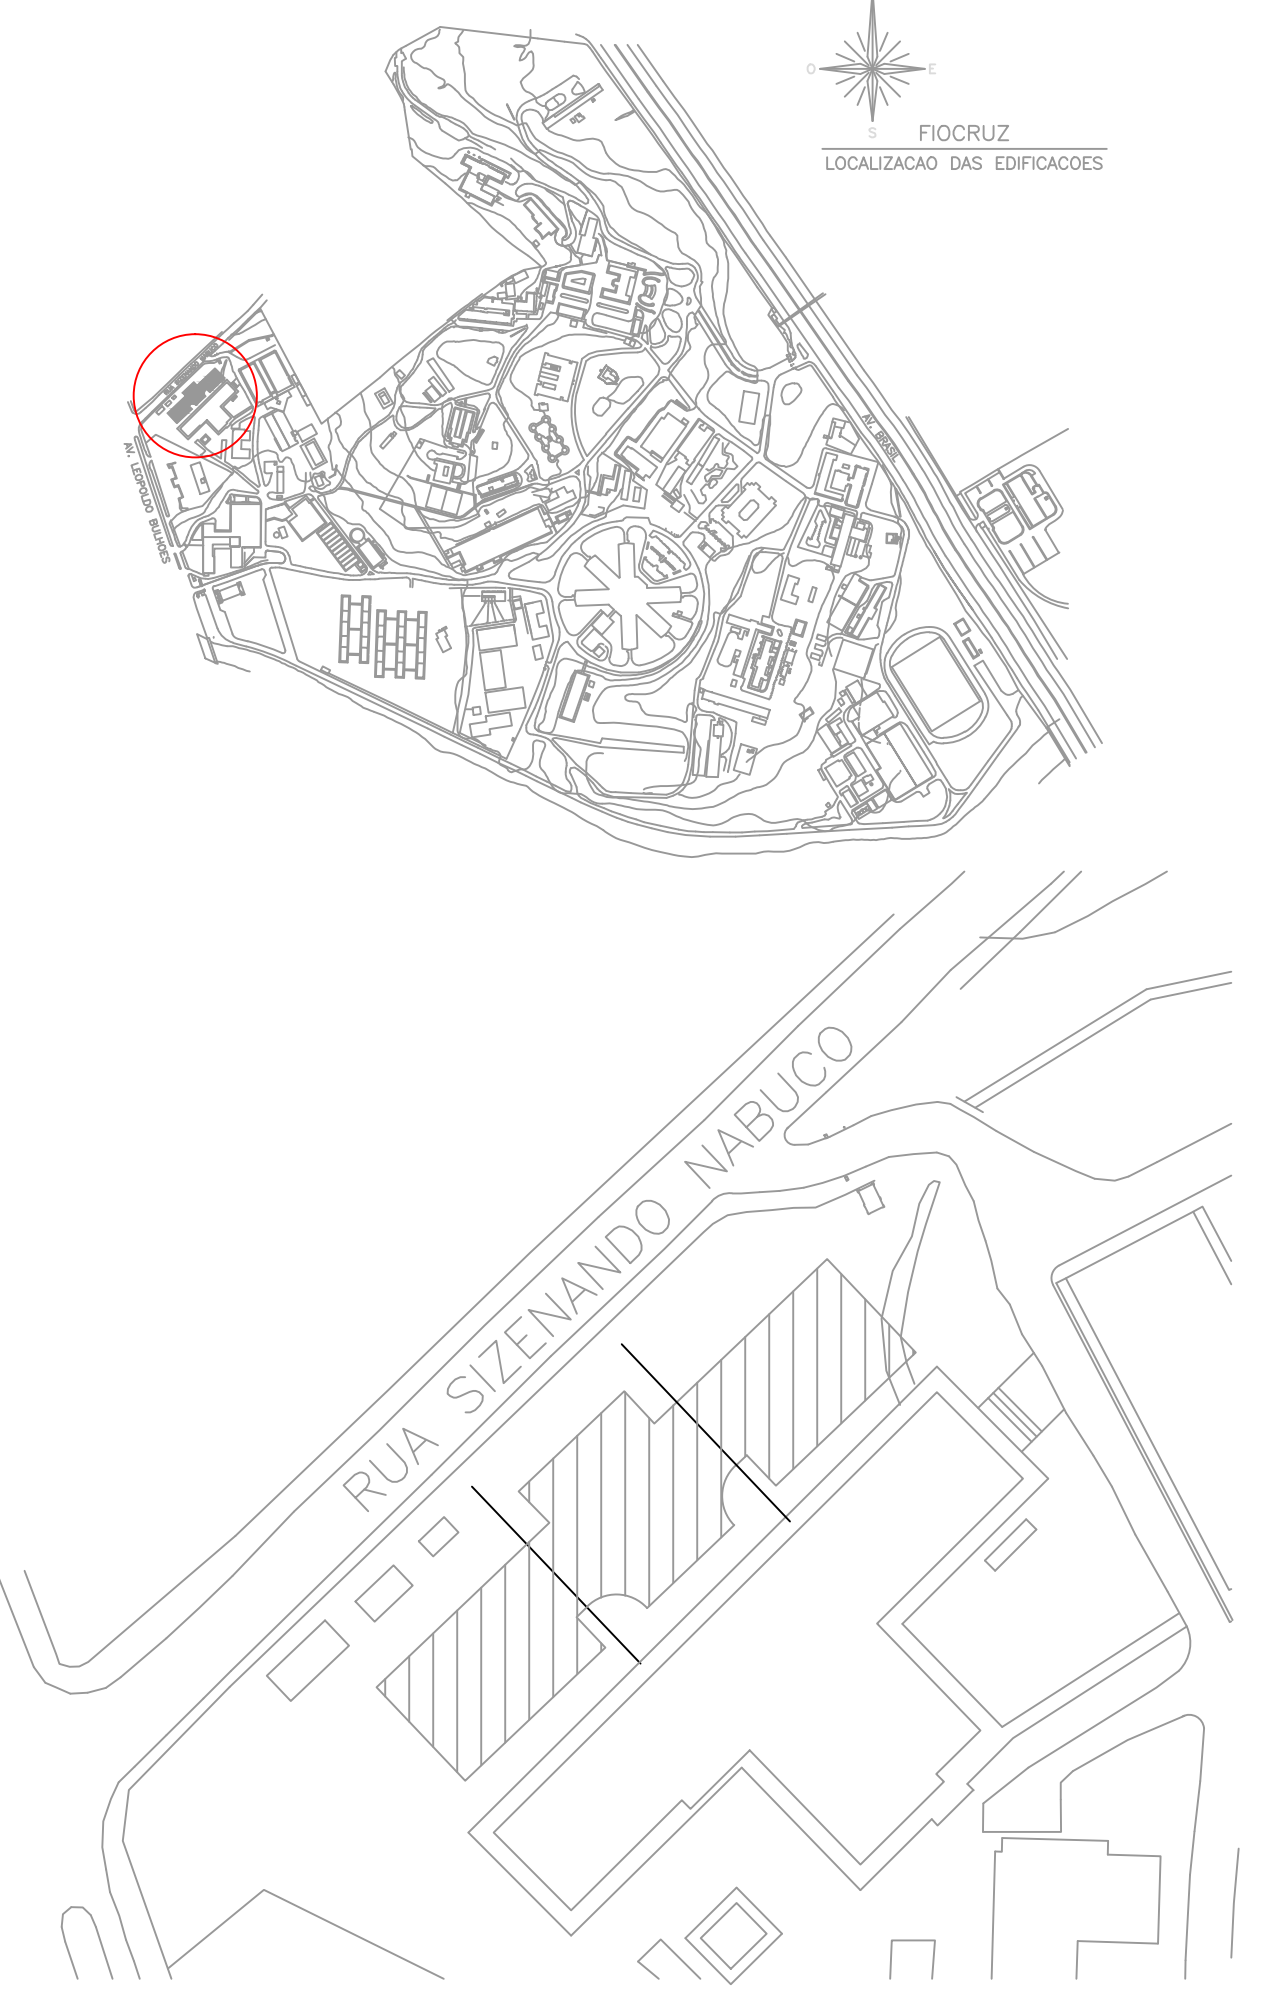 O E
S
FIOCRUZ
LOCALIZACAO DAS EDIFICACOES
AV. BRASIL
AV. LEOPOLDO BULHOES
RUA SIZENANDO NABUCO